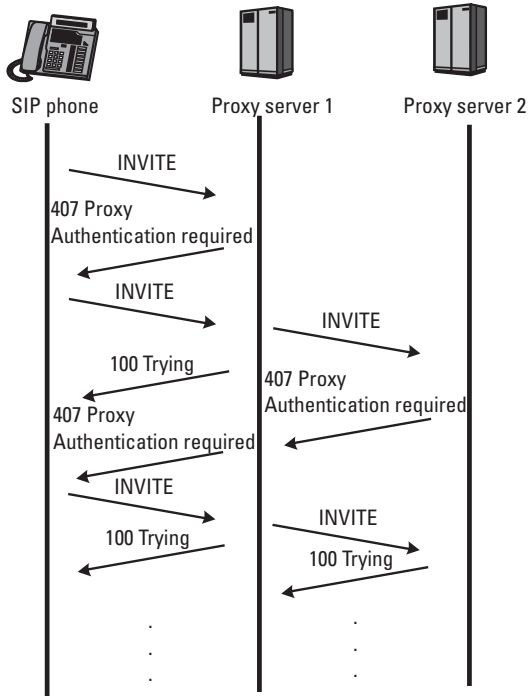 SIP phone
Proxy server 1
Proxy server 2
INVITE
407 Proxy
Authentication required
INVITE
INVITE
100 Trying
407 Proxy
Authentication required
407 Proxy
Authentication required
INVITE
INVITE
100 Trying
100 Trying